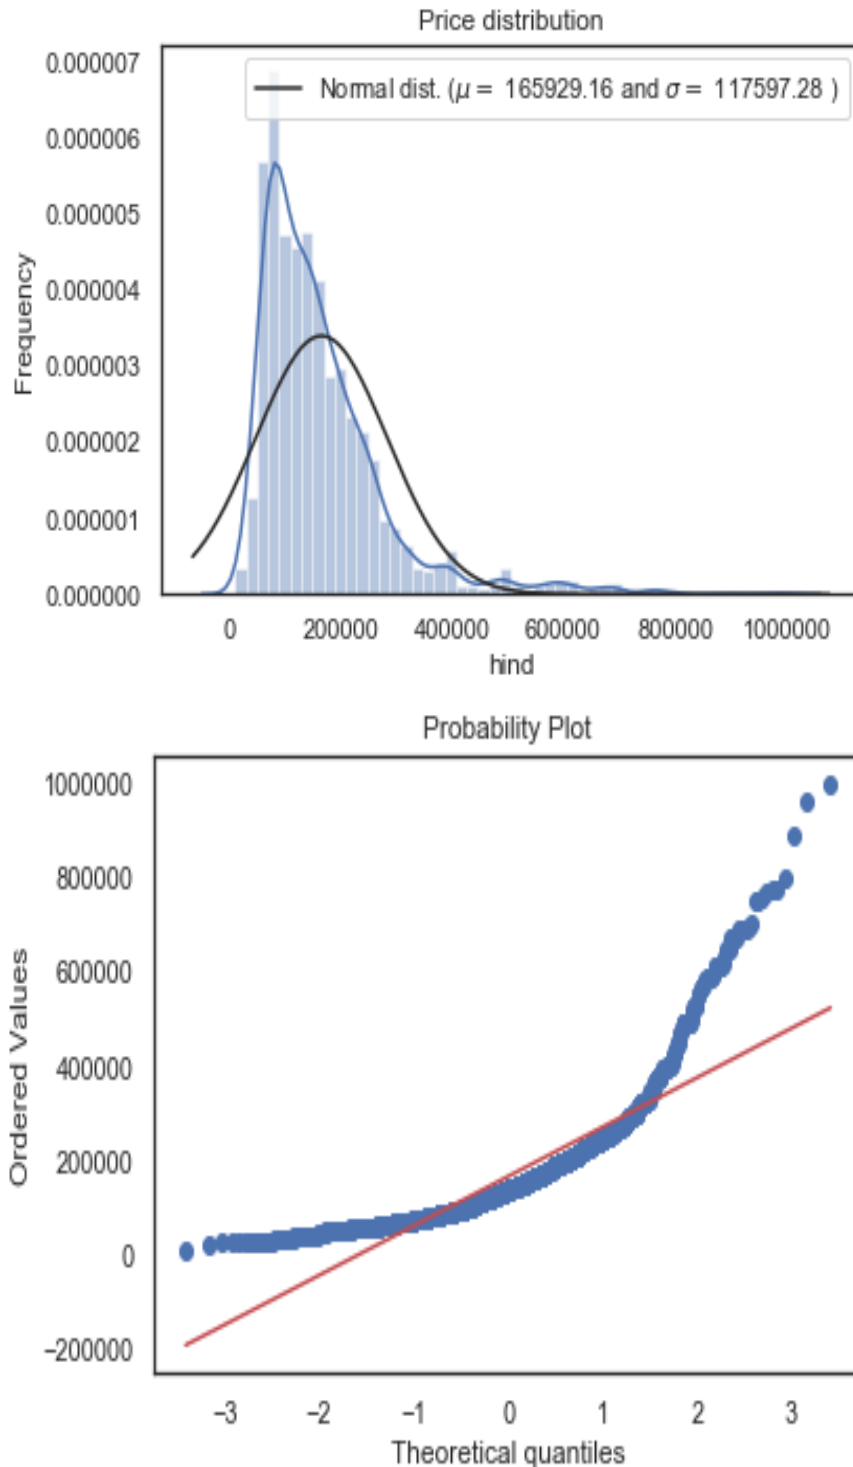 Price distribution
0.000007
0.000006
0.000005
0.000004
0.000003
0.000002
0.000001
0.000000
Frequency
Normal dist. (μ = 165929.16 and σ = 117597.28 )
0 200000 400000 600000 800000 1000000
hind
Probability Plot
1000000
800000
600000
400000
200000
0
−200000
Ordered Values
−3 −2 −1 0 1 2 3
Theoretical quantiles